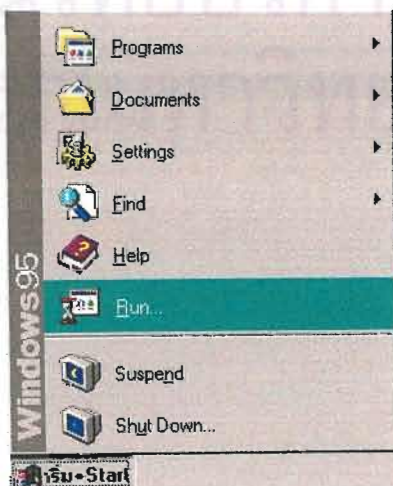 Programs
Documents
Settings
Find
Help
Run...
Suspend
Shut Down...
Windows95
เริ่ม-Start